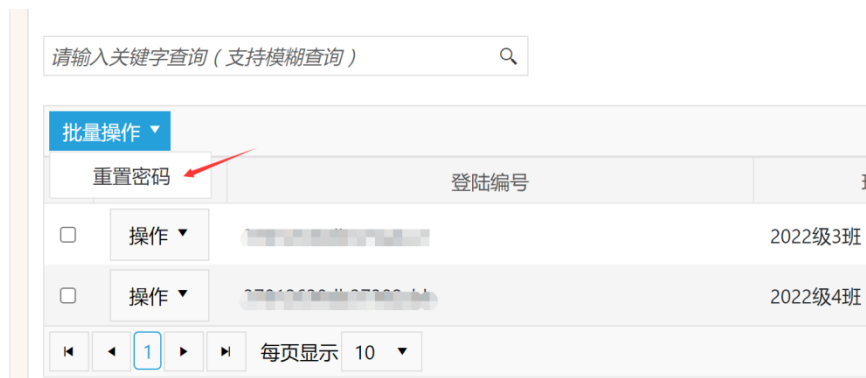 请输入关键字查询（支持模糊查询）
批量操作
重置密码
登陆编号
操作
2022级3班
操作
2022级4班
1
每页显示 10